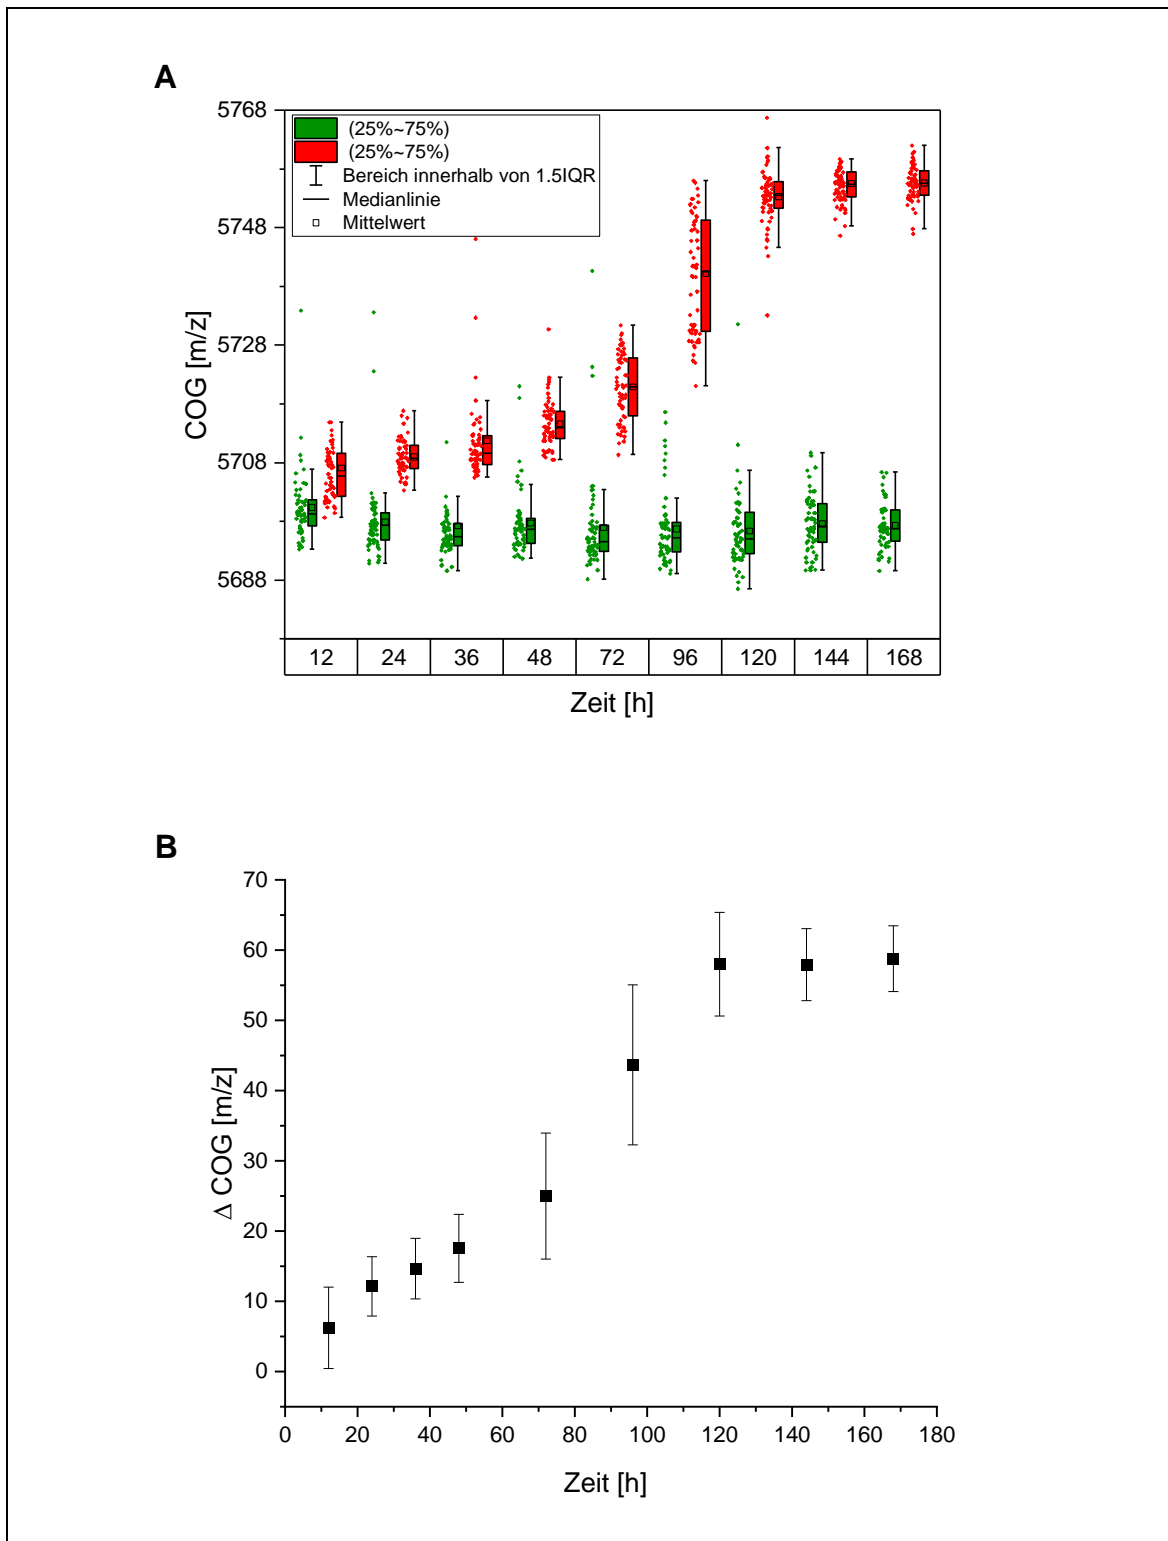 A
5768
5748
5728
5708
5688
COG [m/z]
(25%~75%)
(25%~75%)
Bereich innerhalb von 1.5IQR
Medianlinie
Mittelwert
12 24 36 48 72 96 120 144 168
Zeit [h]
B
70
60
50
40
30
20
10
0
Δ COG [m/z]
0 20 40 60 80 100 120 140 160 180
Zeit [h]